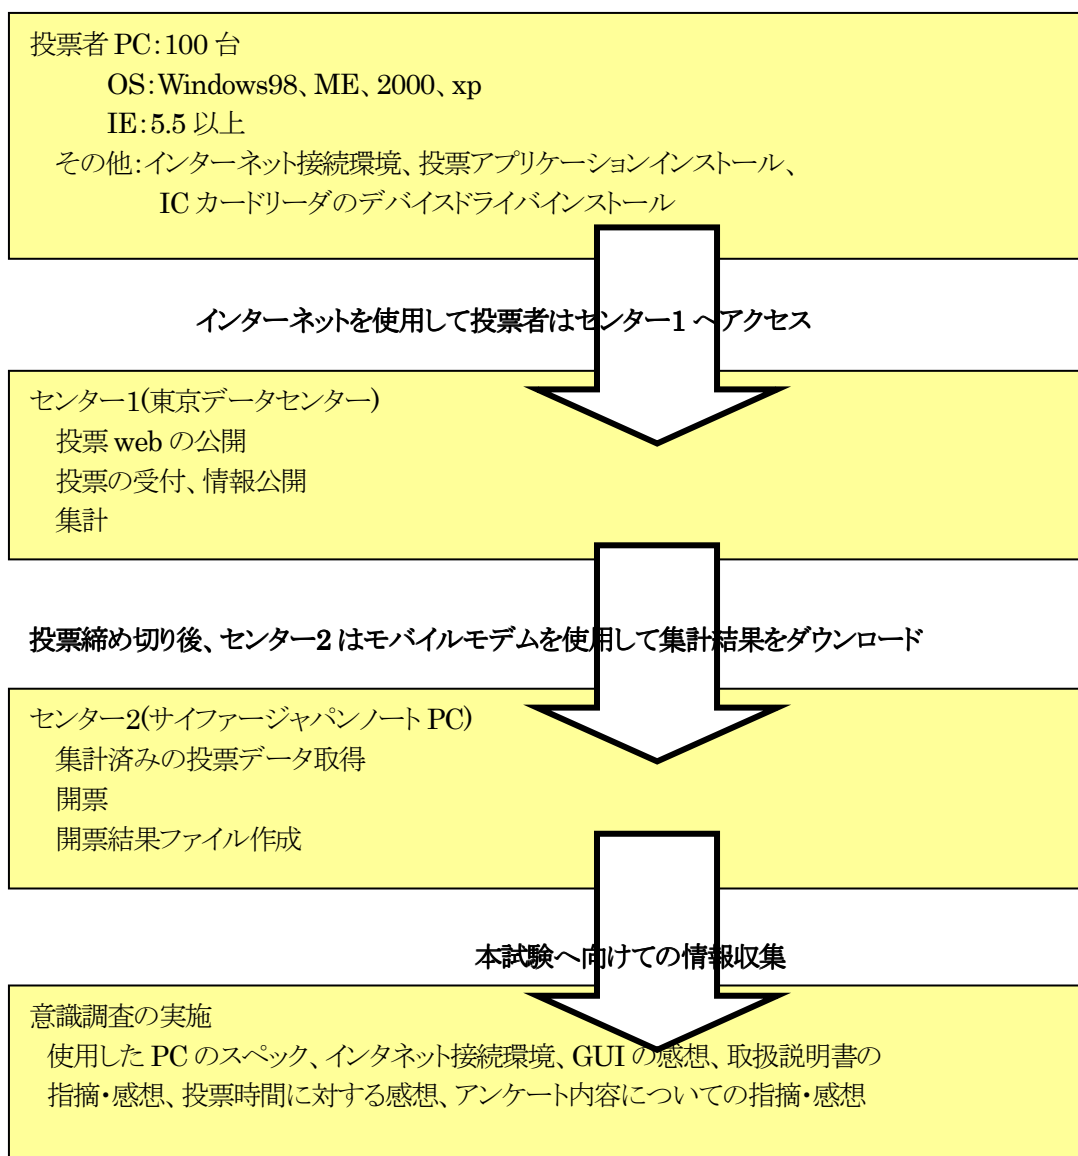 投票者 PC:100 台
OS:Windows98、ME、2000、xp
IE:5.5 以上
その他:インターネット接続環境、投票アプリケーションインストール、
IC カードリーダのデバイスドライバインストール
インターネットを使用して投票者はセンター1 へアクセス
センター1(東京データセンター)
投票 web の公開
投票の受付、情報公開
集計
投票締め切り後、センター2 はモバイルモデムを使用して集計結果をダウンロード
センター2(サイファージャパンノート PC)
集計済みの投票データ取得
開票
開票結果ファイル作成
本試験へ向けての情報収集
意識調査の実施
使用した PC のスペック、インタネット接続環境、GUI の感想、取扱説明書の
指摘・感想、投票時間に対する感想、アンケート内容についての指摘・感想